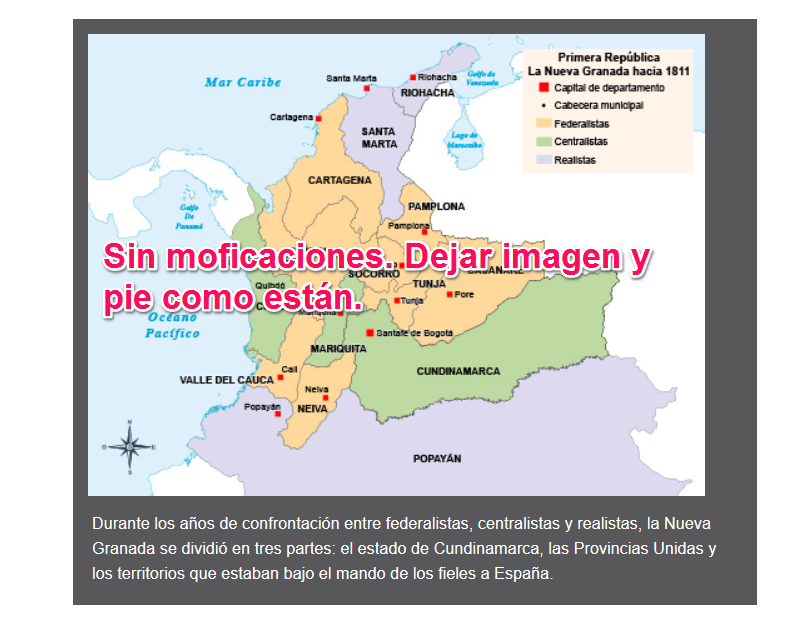 Primera República
La Nueva Granada hacia 1811
Capital de departamento
Cabecera municipal
Federalistas
Centralistas
Realistas
Mar Caribe
Santa Marta
Riohacha
Golfo de
Venezuela
RIOHACHA
Cartagena
SANTA
MARTA
Lago de
Maracaibo
CARTAGENA
Golfo
De
Panamá
PAMPLONA
Pamplona
Sin moficaciones. Dejar imagen y
pie como están.
SOCORRO
CASANARE
TUNJA
Quibdó
Pore
Tunja
Océano
Pacífico
Santafé de Bogotá
MARIQUITA
CUNDINAMARCA
Cali
VALLE DEL CAUCA
Neiva
NEIVA
Popayán
N
O
E
S
POPAYÁN
Durante los años de confrontación entre federalistas, centralistas y realistas, la Nueva
Granada se dividió en tres partes: el estado de Cundinamarca, las Provincias Unidas y
los territorios que estaban bajo el mando de los fieles a España.